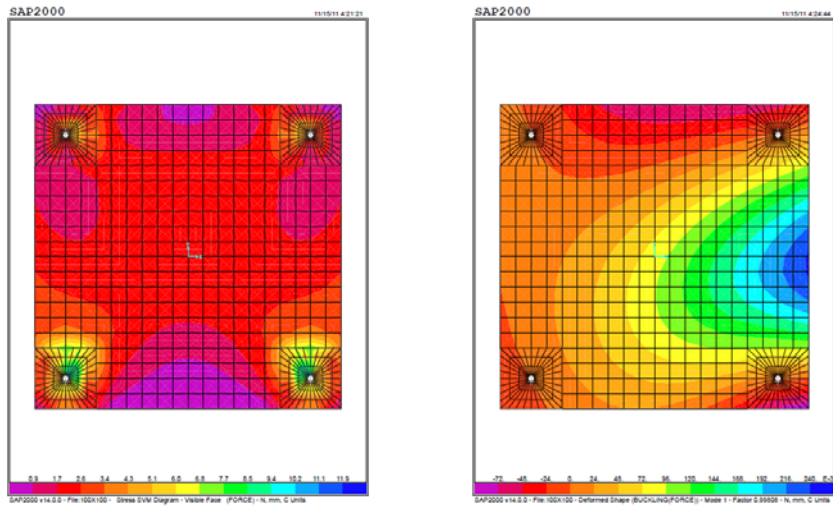 SAP2000
11/15/11 4:21:21
0.9 1.7 2.6 3.4 4.3 5.1 6.0 6.8 7.7 8.5 9.4 10.2 11.1 11.9
SAP2000 v14.0.0 - File:100X100 - Stress SVM Diagram - Visible Face (FORCE) - N, mm, C Units
SAP2000
11/15/11 4:24:44
-72. -48. -24. 0. 24. 48. 72. 96. 120. 144. 168. 192. 216. 240. E-3
SAP2000 v14.0.0 - File:100X100 - Deformed Shape (BUCKLING(FORCE)) - Mode 1 - Factor 0.99606 - N, mm, C Units